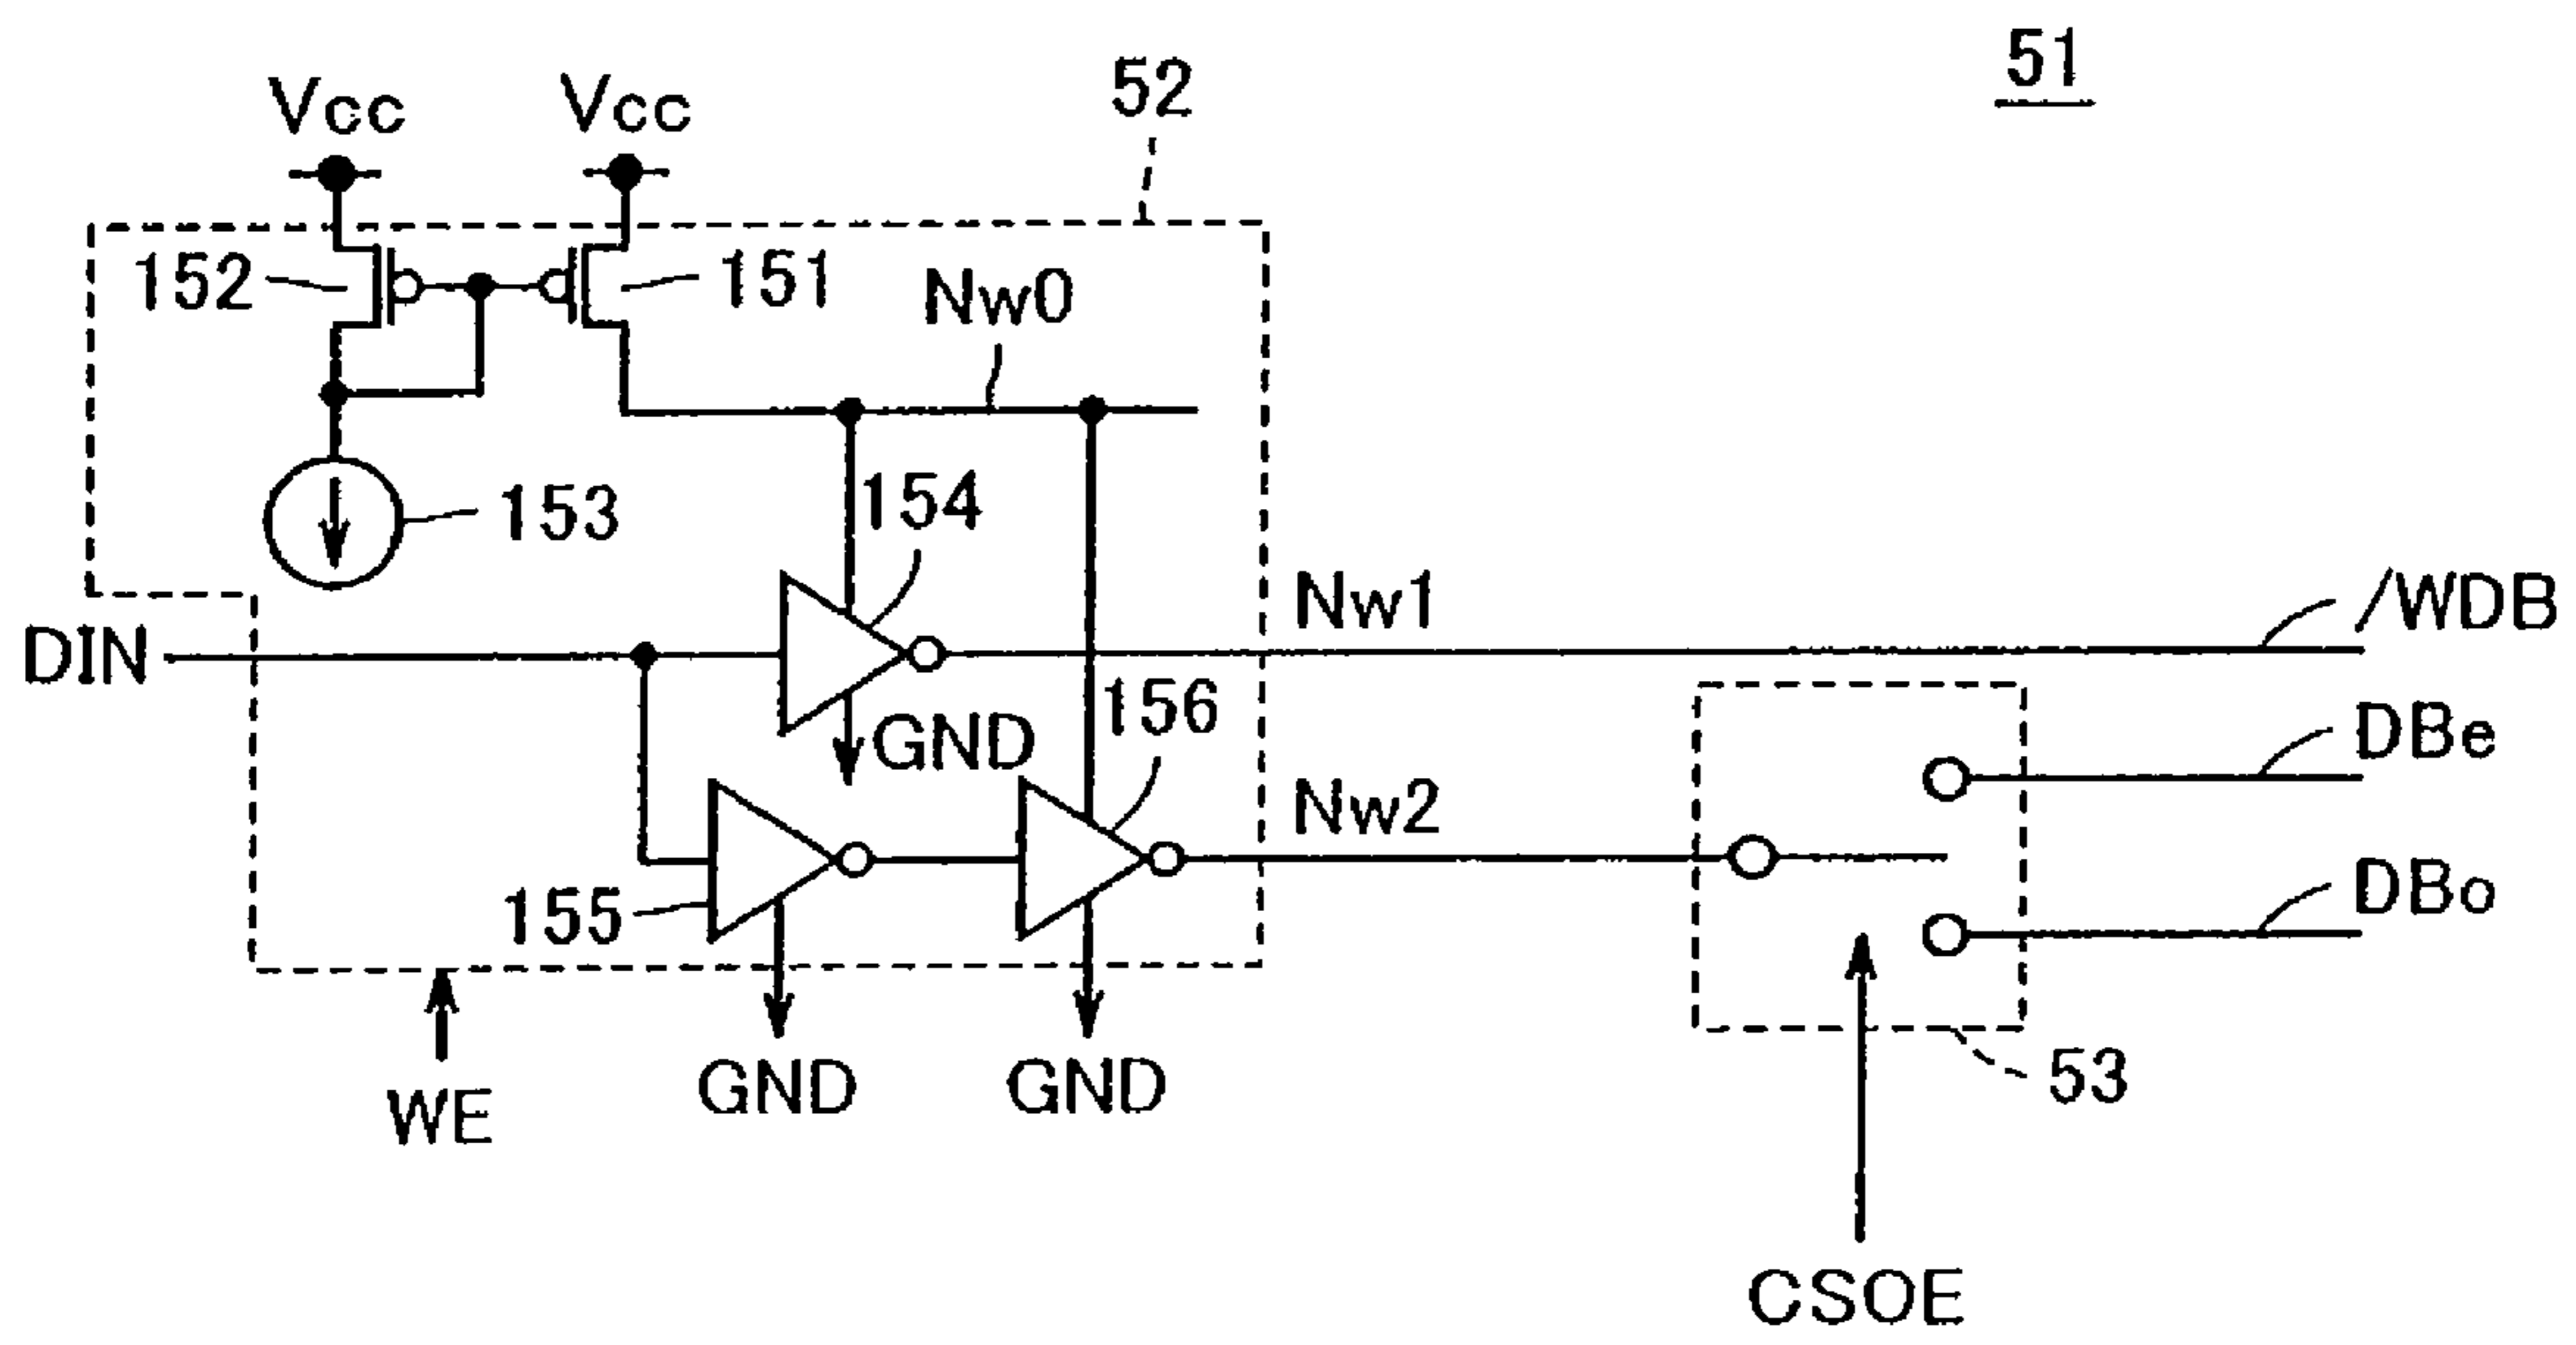 51
52
Vcc Vcc
152 151
Nw0
153
154
DIN
Nw1
/WDB
GND
156
DBe
155
Nw2
DBo
WE
GND GND
53
CSOE